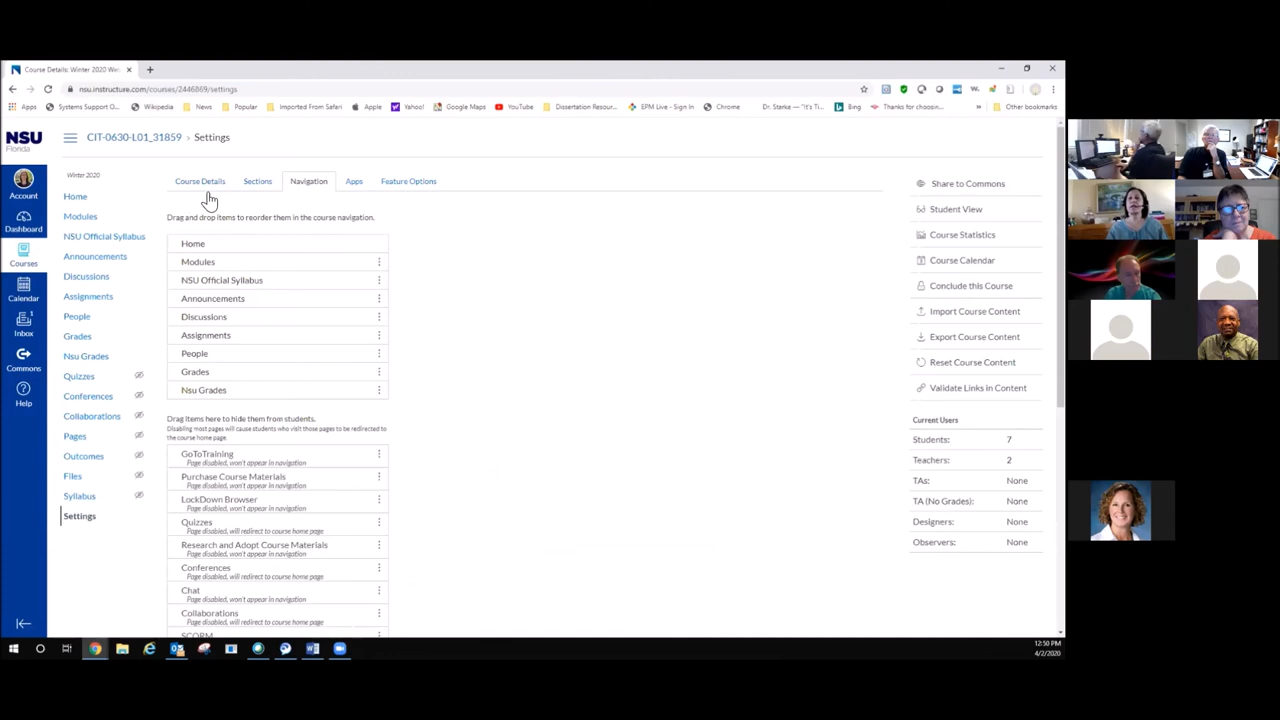 Course Details: Winter 2020 Web
nsu.instructure.com/courses/2446869/settings
Apps
Systems Support O...
Wikipedia
News
Popular
Imported From Safari
Apple
Yahoo!
Google Maps
YouTube
Dissertation Resour...
EPM Live - Sign In
Chrome
Dr. Starke — "It's Ti...
Bing
Thanks for choosin...
»
Other bookmarks
NSU
Florida
CIT-0630-L01_31859 > Settings
Account
Dashboard
Courses
Calendar
1
Inbox
Commons
Help
Winter 2020
Home
Modules
NSU Official Syllabus
Announcements
Discussions
Assignments
People
Grades
Nsu Grades
Quizzes
Conferences
Collaborations
Pages
Outcomes
Files
Syllabus
Settings
Course Details
Sections
Navigation
Apps
Feature Options
Drag and drop items to reorder them in the course navigation.
Home
Modules
NSU Official Syllabus
Announcements
Discussions
Assignments
People
Grades
Nsu Grades
Drag items here to hide them from students.
Disabling most pages will cause students who visit those pages to be redirected to
the course home page.
GoToTraining
Page disabled, won't appear in navigation
Purchase Course Materials
Page disabled, won't appear in navigation
LockDown Browser
Page disabled, won't appear in navigation
Quizzes
Page disabled, will redirect to course home page
Research and Adopt Course Materials
Page disabled, won't appear in navigation
Conferences
Page disabled, will redirect to course home page
Chat
Page disabled, won't appear in navigation
Collaborations
Page disabled, will redirect to course home page
SCORM
Share to Commons
Student View
Course Statistics
Course Calendar
Conclude this Course
Import Course Content
Export Course Content
Reset Course Content
Validate Links in Content
Current Users
Students: 7
Teachers: 2
TAs: None
TA (No Grades): None
Designers: None
Observers: None
12:50 PM
4/2/2020